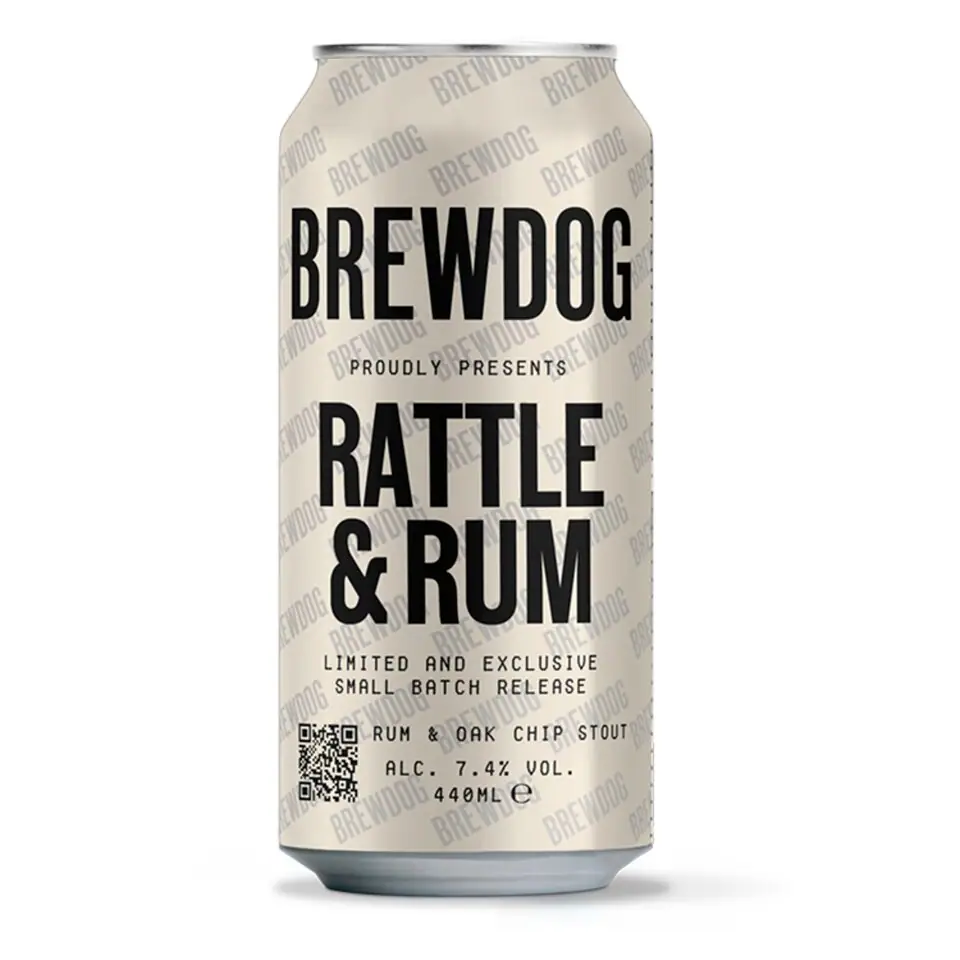 BREWDOG
PROUDLY PRESENTS
RATTLE
& RUM
LIMITED AND EXCLUSIVE
SMALL BATCH RELEASE
RUM & OAK CHIP STOUT
ALC. 7.4% VOL.
440ML ℮